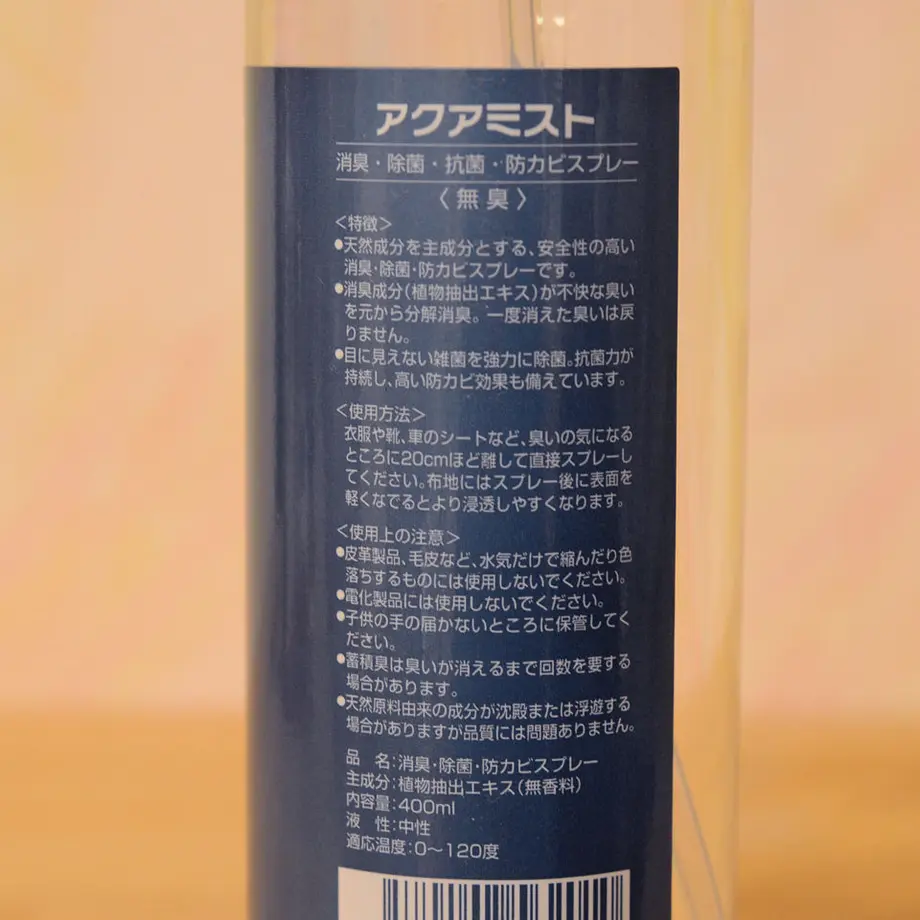 アクアミスト
消臭・除菌・抗菌・防カビスプレー
〈無臭〉
＜特徴＞
●天然成分を主成分とする、安全性の高い
消臭・除菌・防カビスプレーです。
●消臭成分(植物抽出エキス)が不快な臭い
を元から分解消臭。一度消えた臭いは戻
りません。
●目に見えない雑菌を強力に除菌。抗菌力が
持続し、高い防カビ効果も備えています。
＜使用方法＞
衣服や靴、車のシートなど、臭いの気になる
ところに20cmほど離して直接スプレーし
てください。布地にはスプレー後に表面を
軽くなでるとより浸透しやすくなります。
＜使用上の注意＞
●皮革製品、毛皮など、水気だけで縮んだり色
落ちするものには使用しないでください。
●電化製品には使用しないでください。
●子供の手の届かないところに保管してく
ださい。
●蓄積臭は臭いが消えるまで回数を要する
場合があります。
●天然原料由来の成分が沈殿または浮遊する
場合がありますが品質には問題ありません。
品　名：消臭・除菌・防カビスプレー
主成分：植物抽出エキス(無香料)
内容量：400ml
液　性：中性
適応温度：0～120度